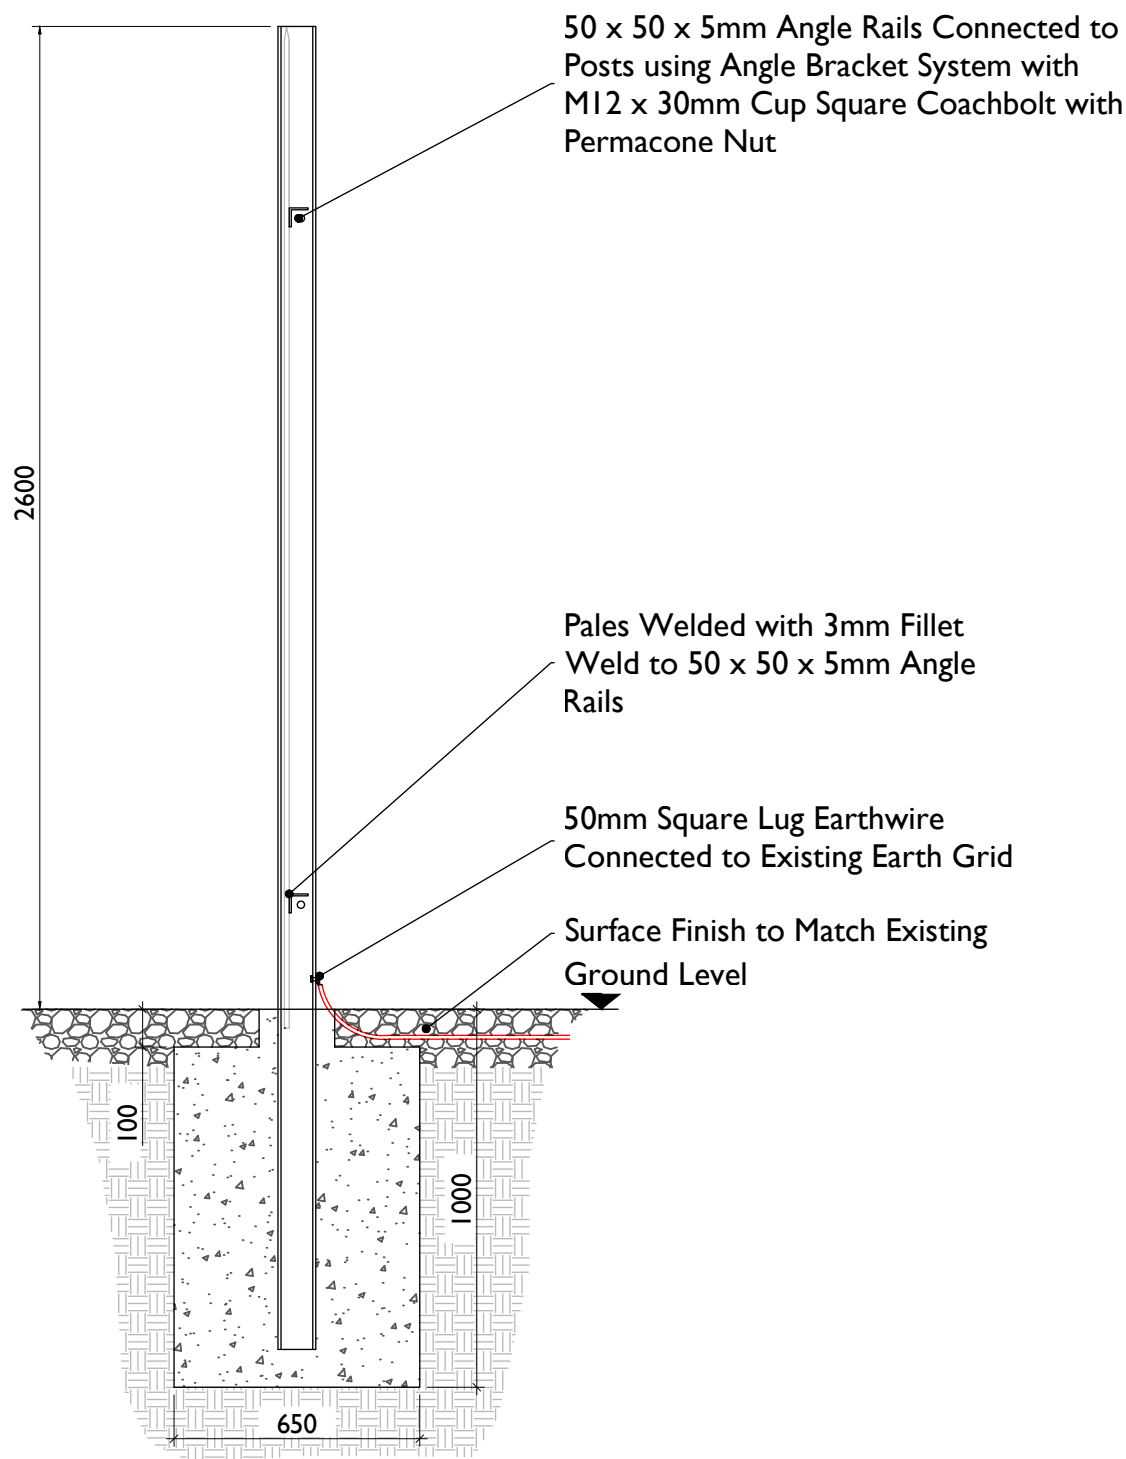 50 x 50 x 5mm Angle Rails Connected to
Posts using Angle Bracket System with
M12 x 30mm Cup Square Coachbolt with
Permacone Nut
2600
Pales Welded with 3mm Fillet
Weld to 50 x 50 x 5mm Angle
Rails
50mm Square Lug Earthwire
Connected to Existing Earth Grid
Surface Finish to Match Existing
Ground Level
100
1000
650